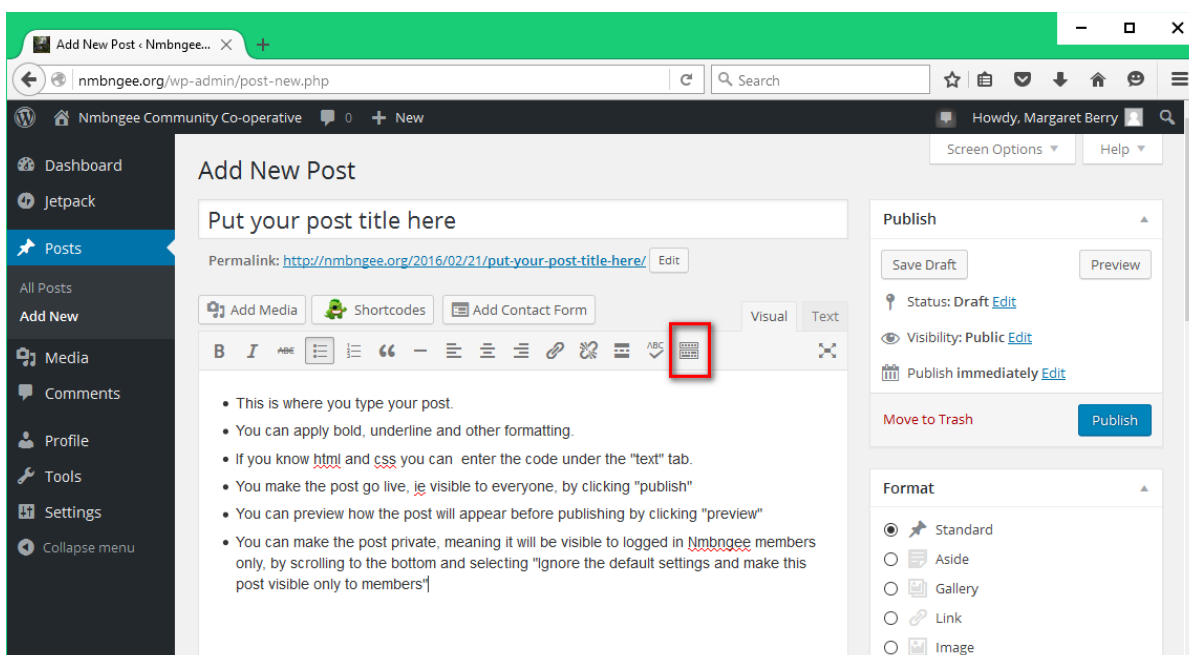 Add New Post ‹ Nmbngee...
nmbngee.org/wp-admin/post-new.php
Search
Nmbngee Community Co-operative 0 + New
Howdy, Margaret Berry
Screen Options
Help
Dashboard
Jetpack
Posts
All Posts
Add New
Media
Comments
Profile
Tools
Settings
Collapse menu
Add New Post
Put your post title here
Permalink: http://nmbngee.org/2016/02/21/put-your-post-title-here/ Edit
Add Media Shortcodes Add Contact Form
Visual Text
B I ABC ABC
• This is where you type your post.
• You can apply bold, underline and other formatting.
• If you know html and css you can  enter the code under the "text" tab.
• You make the post go live, ie visible to everyone, by clicking "publish"
• You can preview how the post will appear before publishing by clicking "preview"
• You can make the post private, meaning it will be visible to logged in Nmbngee members
only, by scrolling to the bottom and selecting "Ignore the default settings and make this
post visible only to members"
Publish
Save Draft Preview
Status: Draft Edit
Visibility: Public Edit
Publish immediately Edit
Move to Trash Publish
Format
Standard
Aside
Gallery
Link
Image